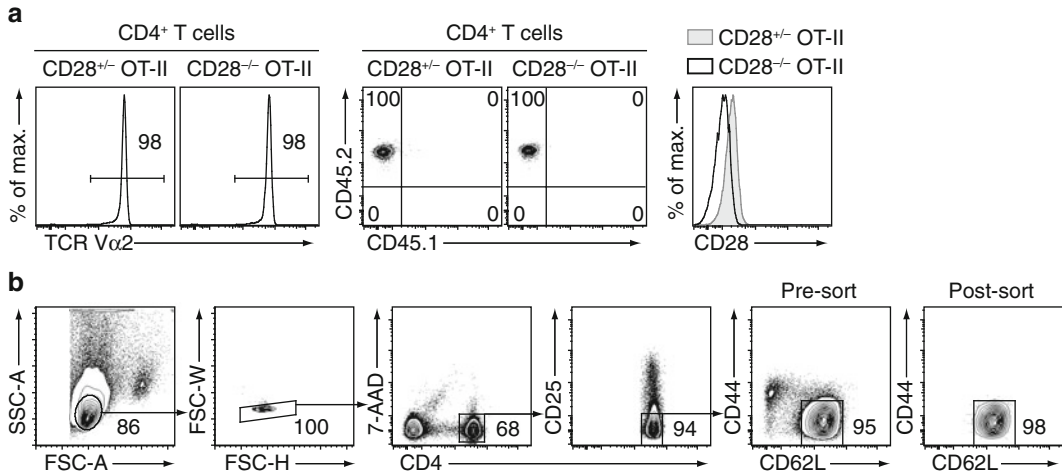 a
CD4⁺ T cells
CD28⁺/⁻ OT-II CD28⁻/⁻ OT-II
% of max.
98
98
TCR Vα2
CD4⁺ T cells
CD28⁺/⁻ OT-II CD28⁻/⁻ OT-II
CD45.2
100 0
0 0
100 0
0 0
CD45.1
CD28⁺/⁻ OT-II
CD28⁻/⁻ OT-II
% of max.
CD28
b
SSC-A
86
FSC-A
FSC-W
100
FSC-H
7-AAD
68
CD4
CD25
94
Pre-sort
CD44
95
CD62L
Post-sort
CD44
98
CD62L